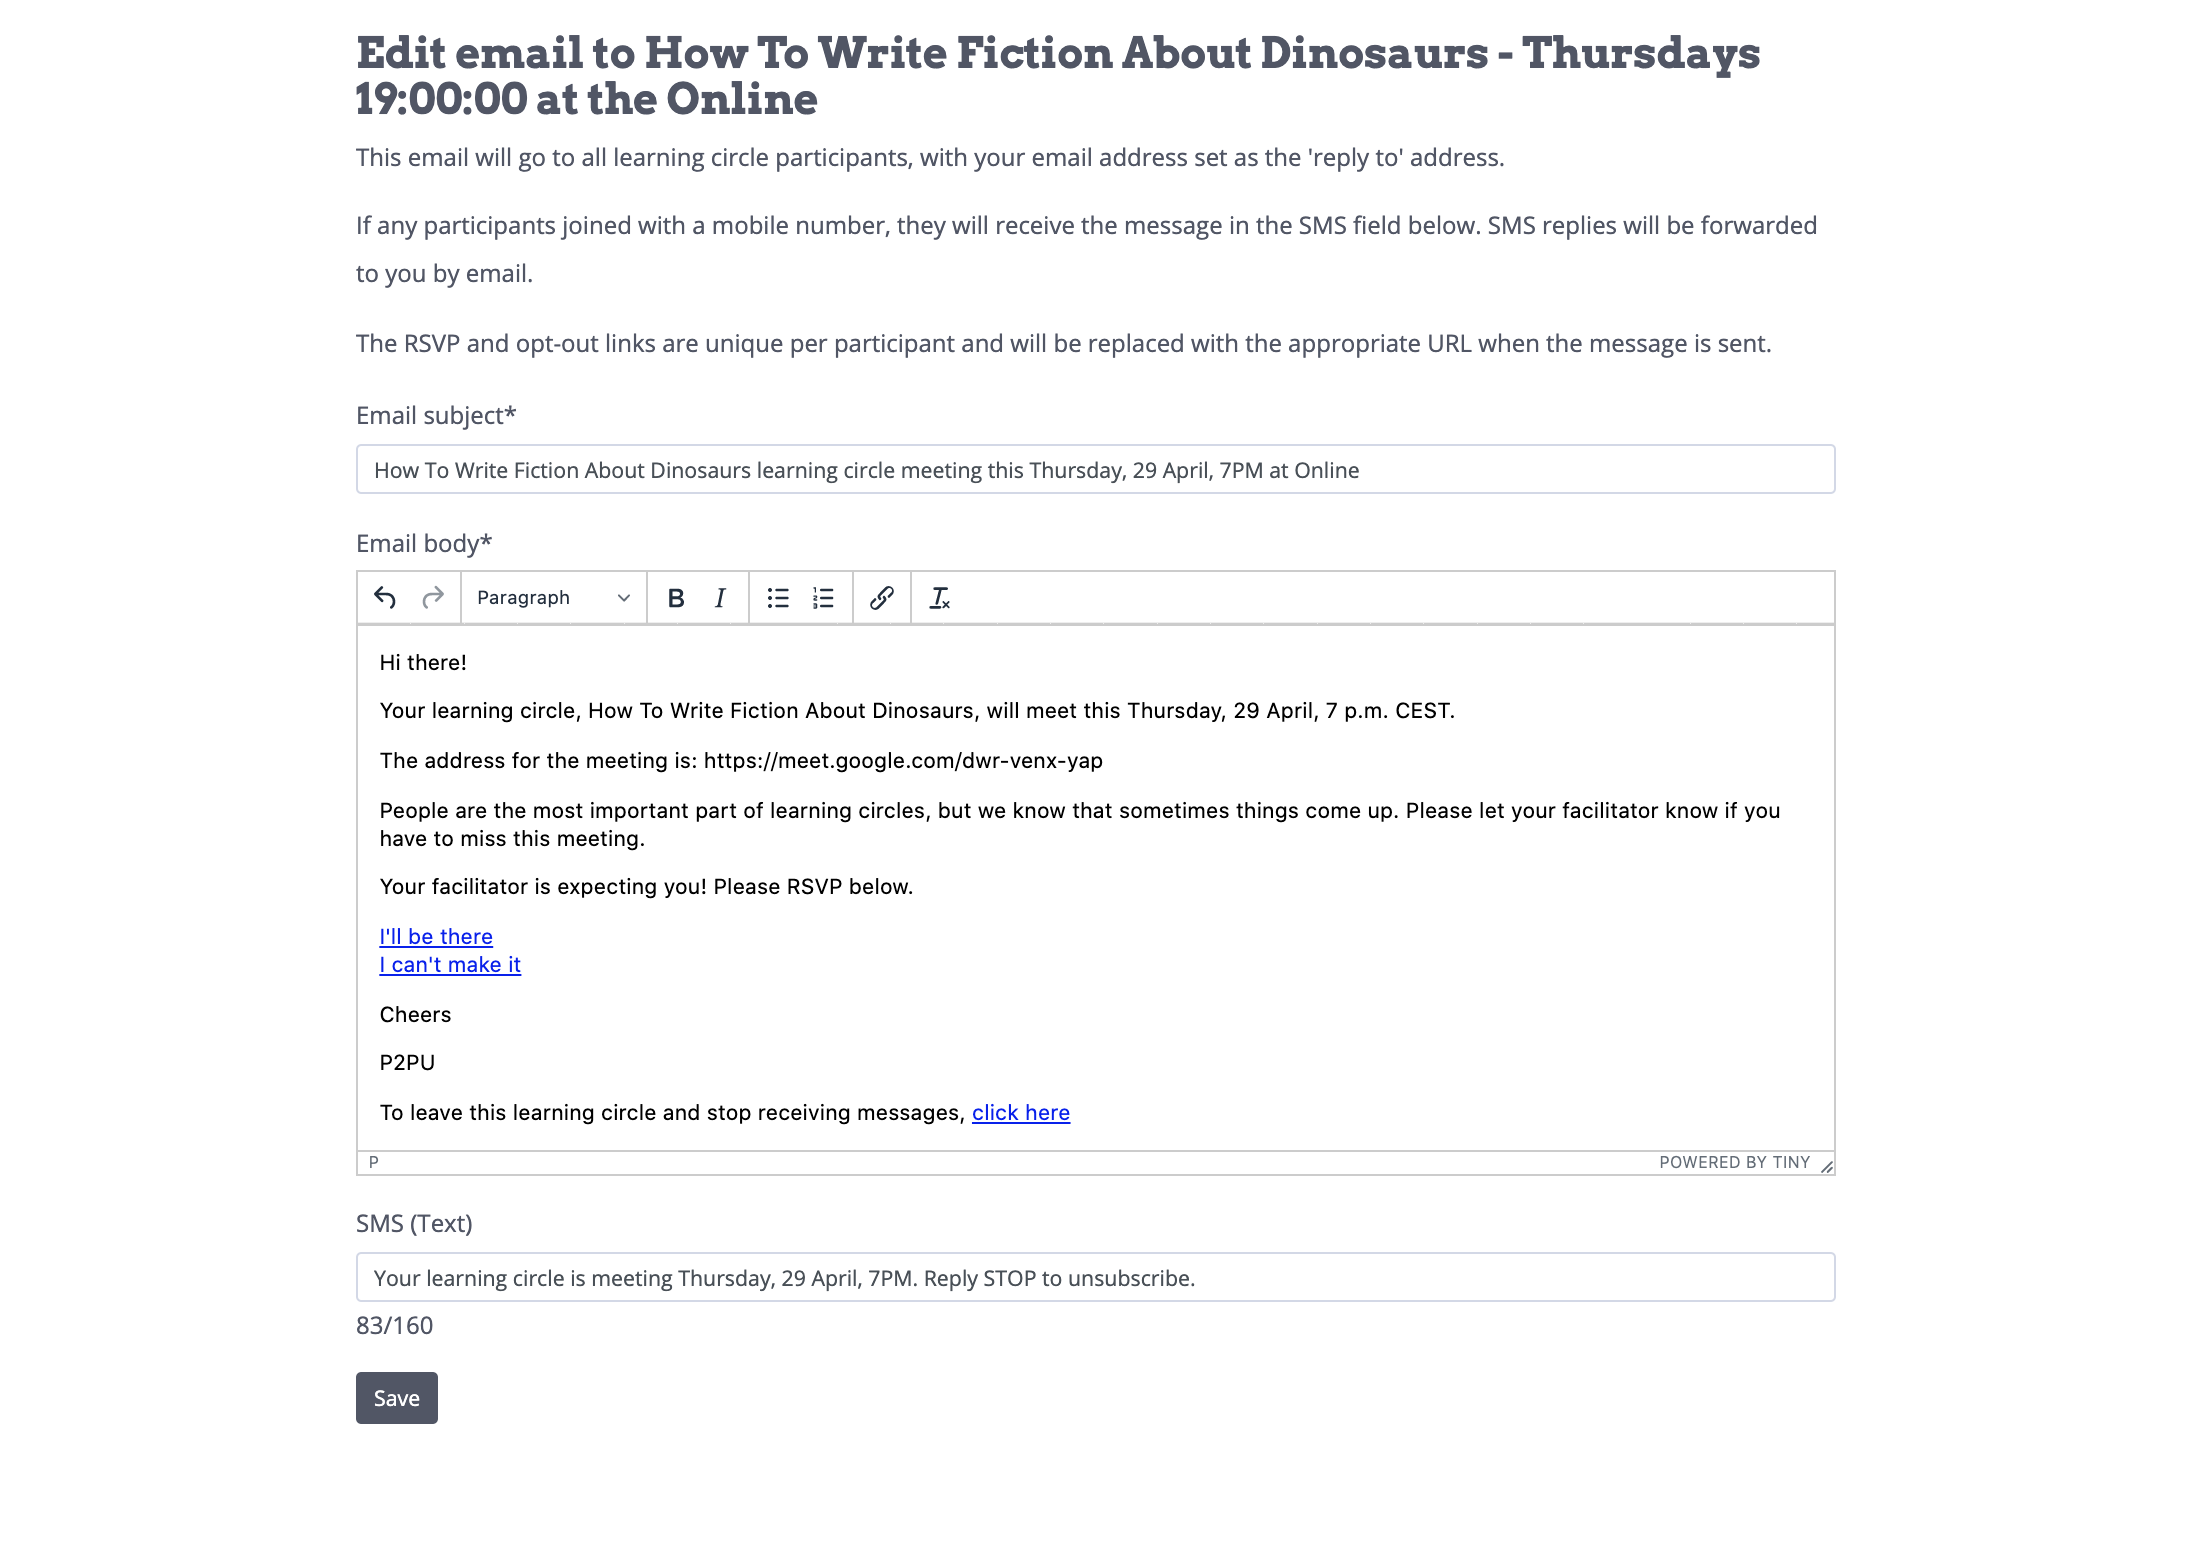 Edit email to How To Write Fiction About Dinosaurs - Thursdays
19:00:00 at the Online
This email will go to all learning circle participants, with your email address set as the 'reply to' address.
If any participants joined with a mobile number, they will receive the message in the SMS field below. SMS replies will be forwarded
to you by email.
The RSVP and opt-out links are unique per participant and will be replaced with the appropriate URL when the message is sent.
Email subject*
How To Write Fiction About Dinosaurs learning circle meeting this Thursday, 29 April, 7PM at Online
Email body*
Paragraph B I
Hi there!
Your learning circle, How To Write Fiction About Dinosaurs, will meet this Thursday, 29 April, 7 p.m. CEST.
The address for the meeting is: https://meet.google.com/dwr-venx-yap
People are the most important part of learning circles, but we know that sometimes things come up. Please let your facilitator know if you
have to miss this meeting.
Your facilitator is expecting you! Please RSVP below.
I'll be there
I can't make it
Cheers
P2PU
To leave this learning circle and stop receiving messages, click here
P POWERED BY TINY
SMS (Text)
Your learning circle is meeting Thursday, 29 April, 7PM. Reply STOP to unsubscribe.
83/160
Save